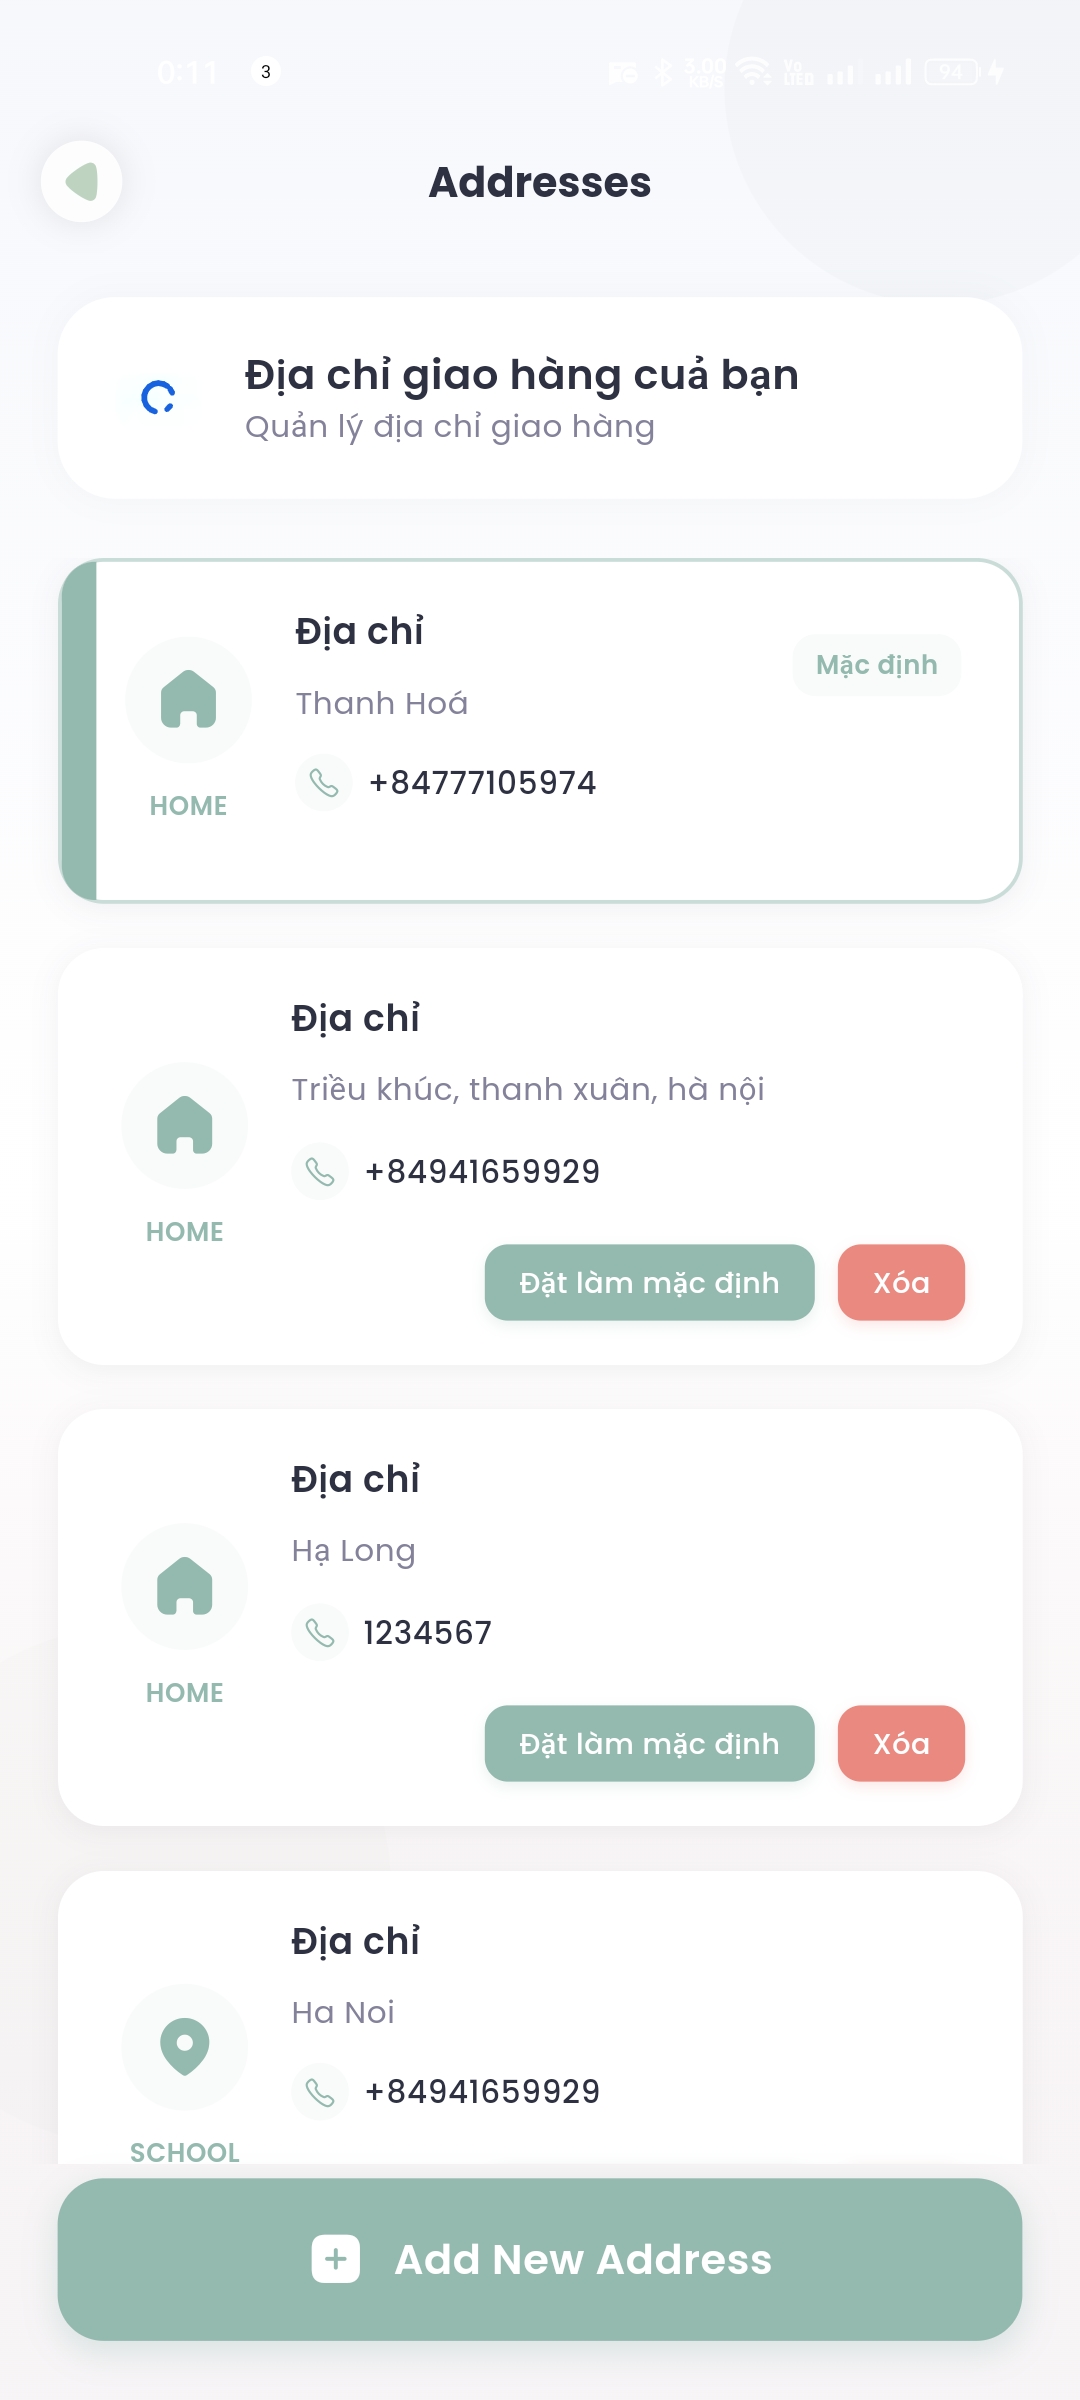 0:11 3 3.00 KB/S Vo LTE 94
Addresses
Địa chỉ giao hàng cuả bạn
Quản lý địa chỉ giao hàng
Địa chỉ
Mặc định
Thanh Hoá
+84777105974
HOME
Địa chỉ
Triều khúc, thanh xuân, hà nội
+84941659929
HOME
Đặt làm mặc định Xóa
Địa chỉ
Hạ Long
1234567
HOME
Đặt làm mặc định Xóa
Địa chỉ
Ha Noi
+84941659929
SCHOOL
Add New Address